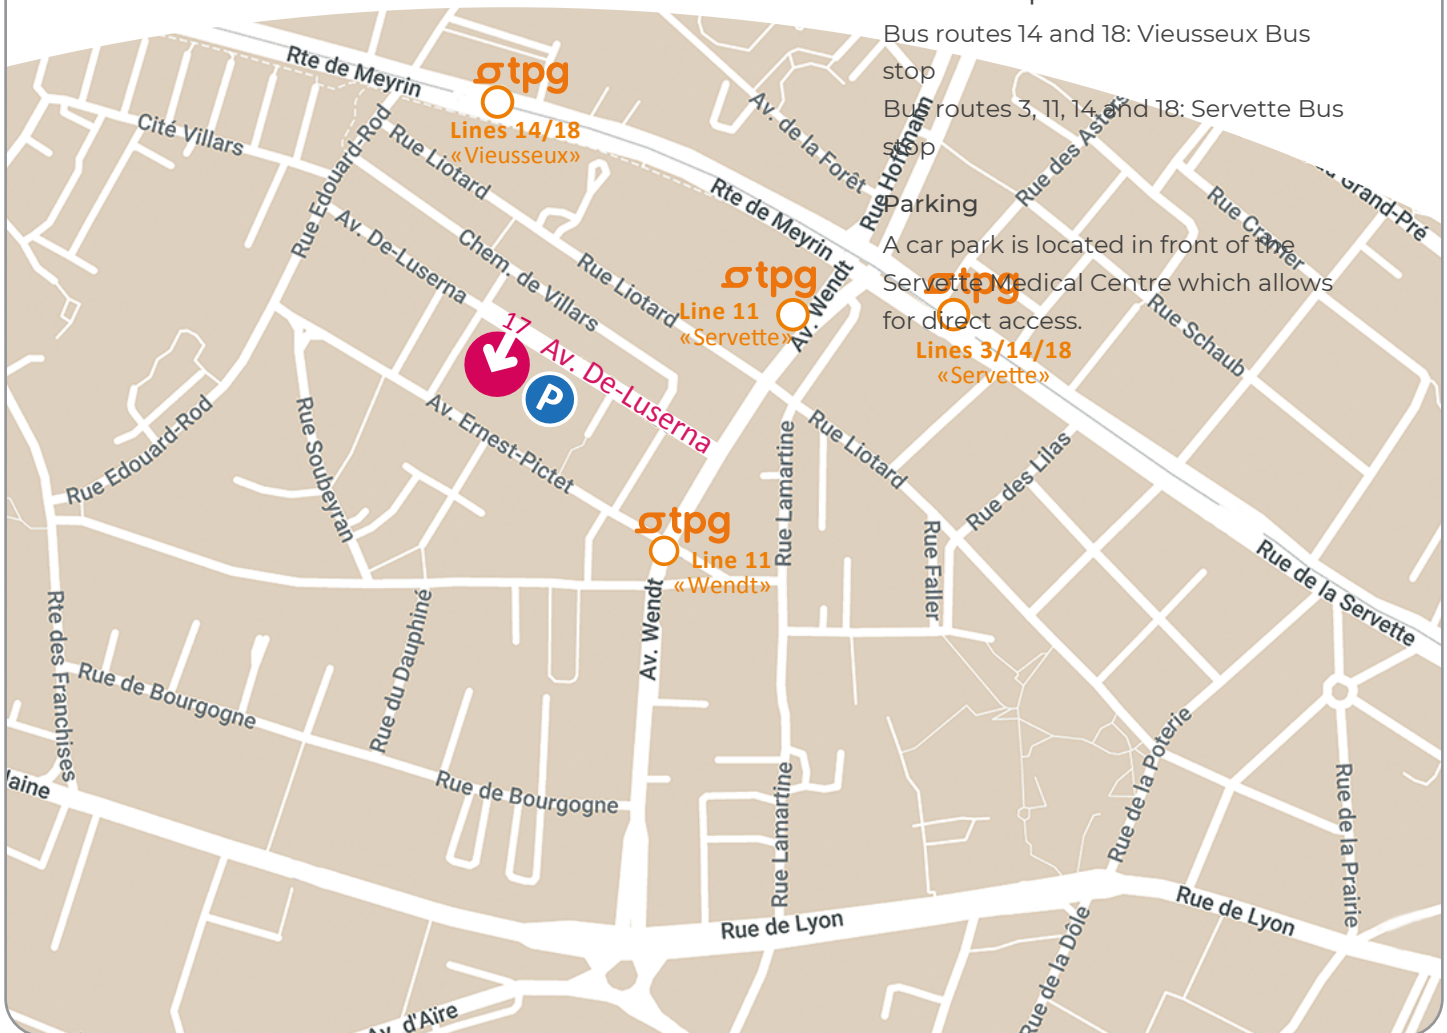 Bus routes 14 and 18: Vieusseux Bus
stop
Bus routes 3, 11, 14 and 18: Servette Bus
stop
Parking
A car park is located in front of the
Servette Medical Centre which allows
for direct access.
Rte de Meyrin
tpg
Lines 14/18
«Vieusseux»
Cité Villars
Rue Edouard-Rod
Rue Liotard
Av. de la Forêt
Rue Hoffmann
Rue des Asters
Rue Cramer
Grand-Pré
Rte de Meyrin
Av. De-Luserna
Chem. de Villars
Rue Liotard
tpg
Line 11
«Servette»
Av. Wendt
tpg
Lines 3/14/18
«Servette»
Rue Schaub
17 Av. De-Luserna
P
Av. Ernest-Pictet
Rue Edouard-Rod
Rue Soubeyran
Rue Lamartine
Rue Liotard
Rue des Lilas
tpg
Line 11
«Wendt»
Rue Faller
Rue de la Servette
Rte des Franchises
Rue du Dauphiné
Av. Wendt
Rue de Bourgogne
Rue de Bourgogne
Rue Lamartine
Rue de la Poterie
Rue de la Prairie
laine
Rue de Lyon
Rue de Lyon
Rue de la Dôle
Av. d'Aïre